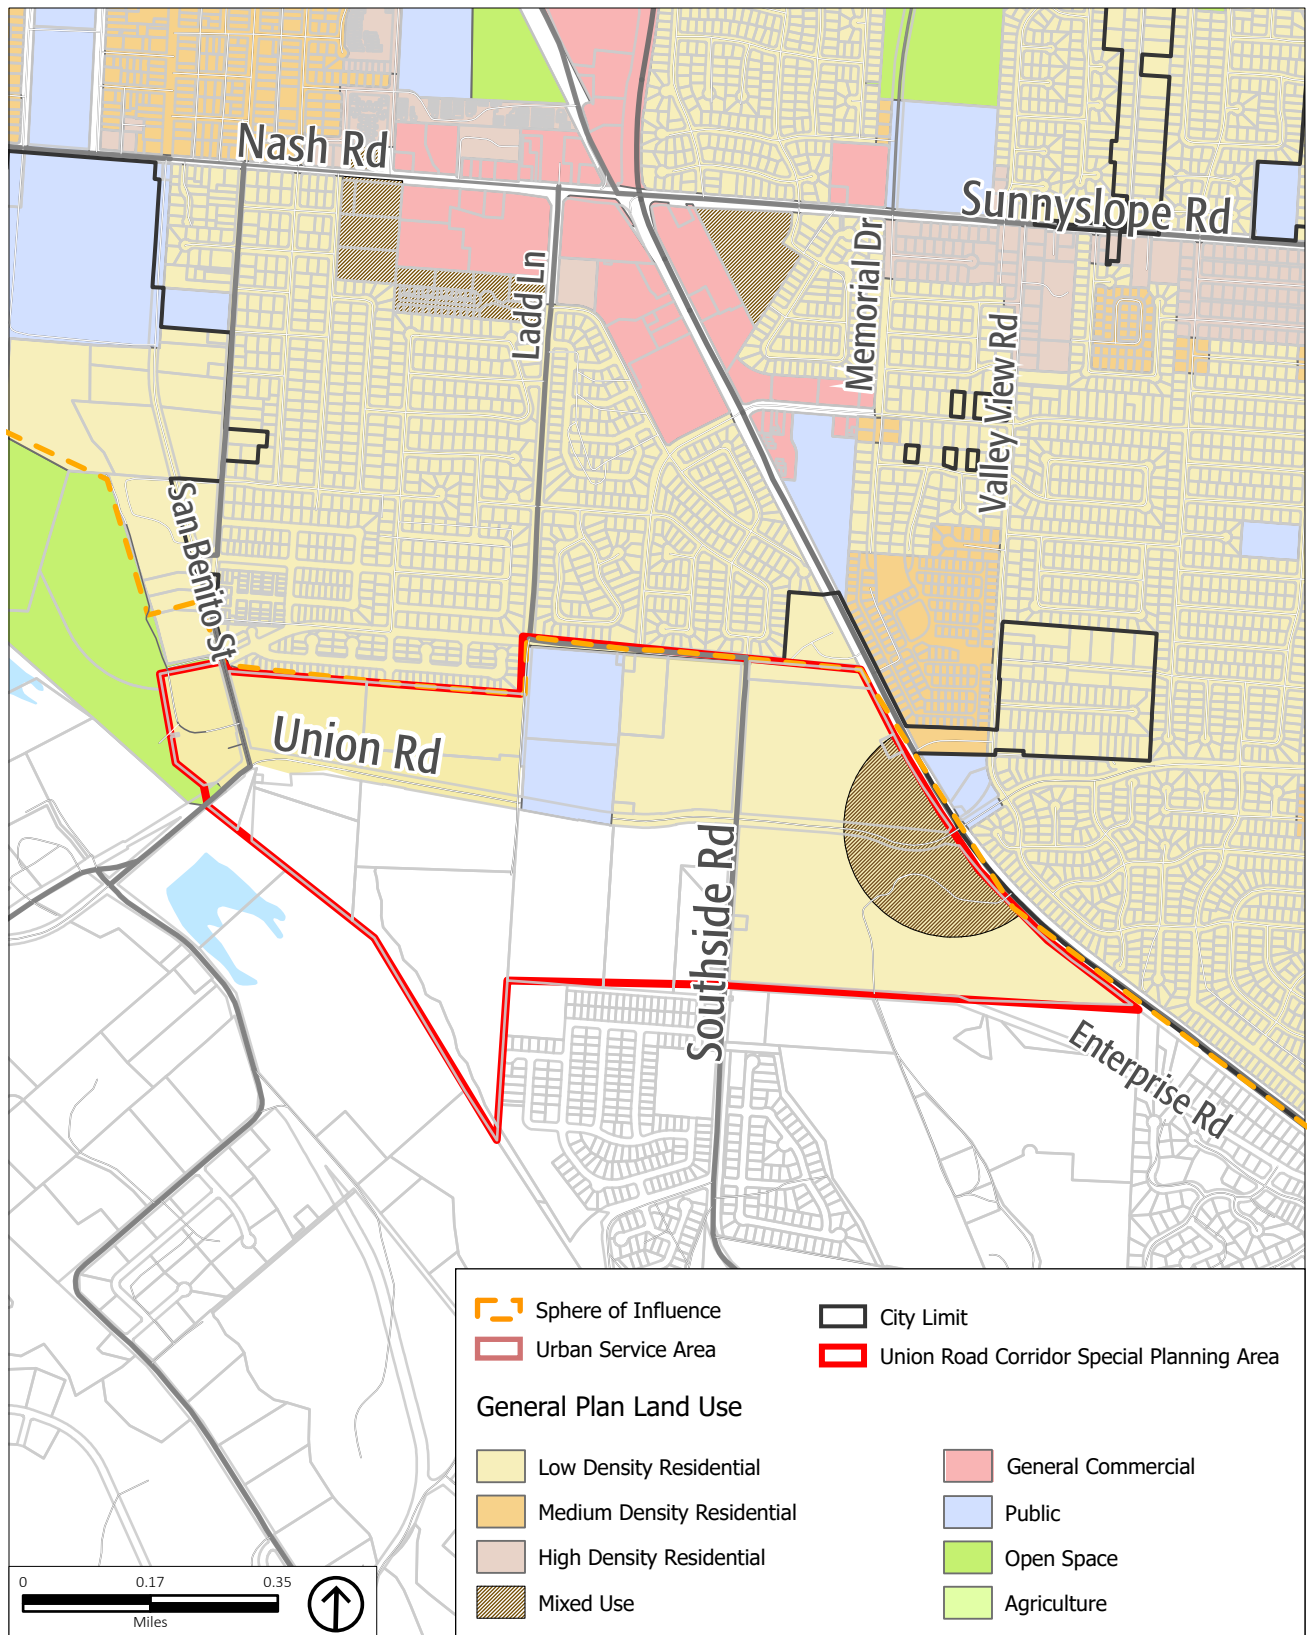 Nash Rd
Sunnyslope Rd
Memorial Dr
Ladd Ln
Valley View Rd
San Benito St
Union Rd
Southside Rd
Enterprise Rd
Sphere of Influence
Urban Service Area
City Limit
Union Road Corridor Special Planning Area
General Plan Land Use
Low Density Residential
Medium Density Residential
High Density Residential
Mixed Use
General Commercial
Public
Open Space
Agriculture
0 0.17 0.35
Miles